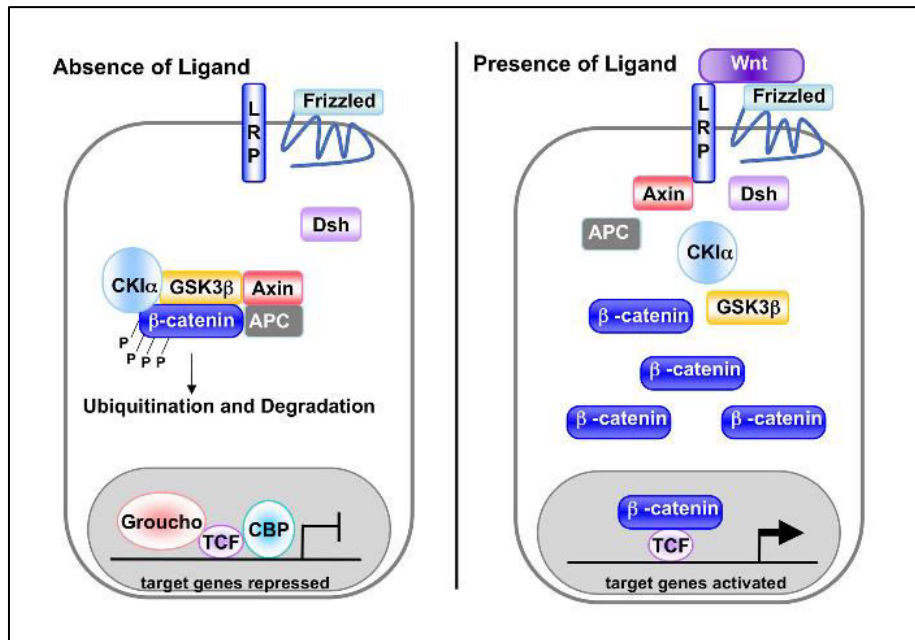 Absence of Ligand
L
R
P
Frizzled
Dsh
CKIα
GSK3β
Axin
β-catenin
APC
P
P
P
P
Ubiquitination and Degradation
Groucho
TCF
CBP
target genes repressed
Presence of Ligand
Wnt
L
R
P
Frizzled
Axin
Dsh
APC
CKIα
GSK3β
β -catenin
β -catenin
β -catenin
β -catenin
β -catenin
TCF
target genes activated